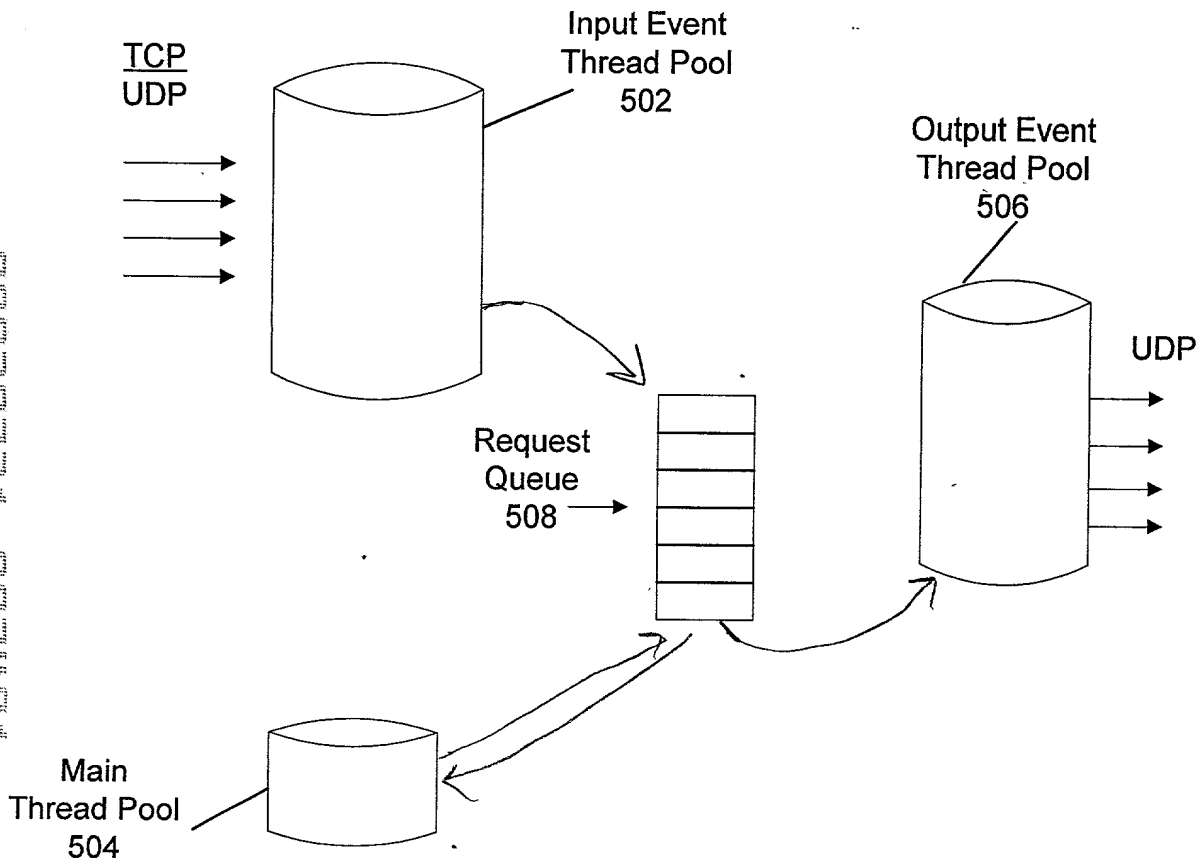 TCP
UDP
Input Event
Thread Pool
502
Output Event
Thread Pool
506
UDP
Request
Queue
508
Main
Thread Pool
504